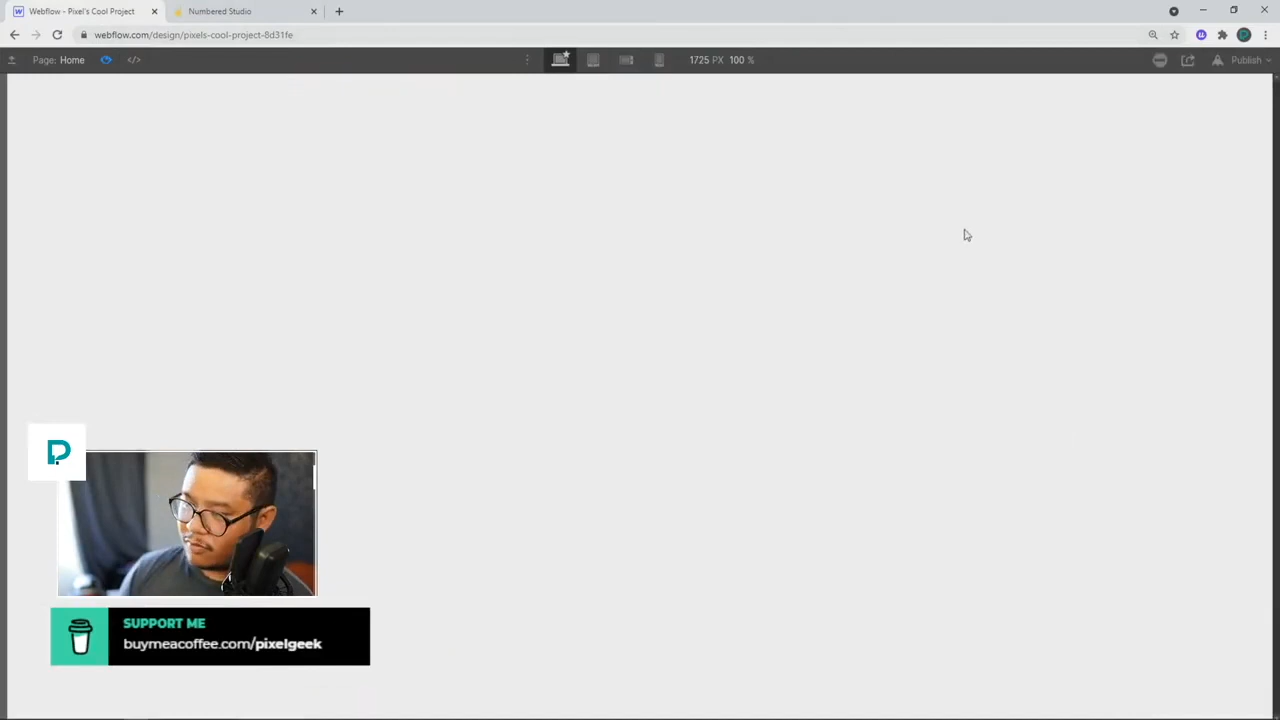 Webflow - Pixel's Cool Project
Numbered Studio
webflow.com/design/pixels-cool-project-8d31fe
Page: Home
</>
1725 PX 100 %
Publish
SUPPORT ME
buymeacoffee.com/pixelgeek